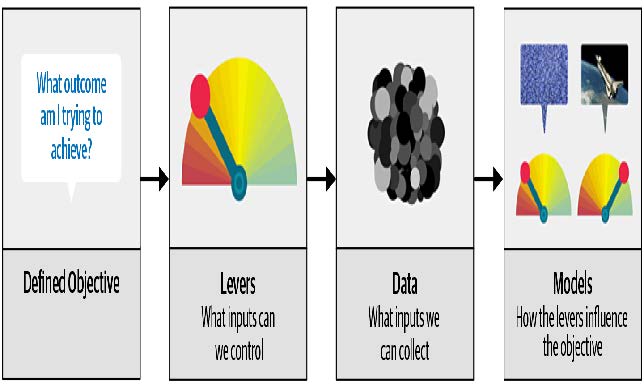 What outcome
am I trying to
achieve?
Defined Objective
Levers
What inputs can
we control
Data
What inputs we
can collect
Models
How the levers influence
the objective